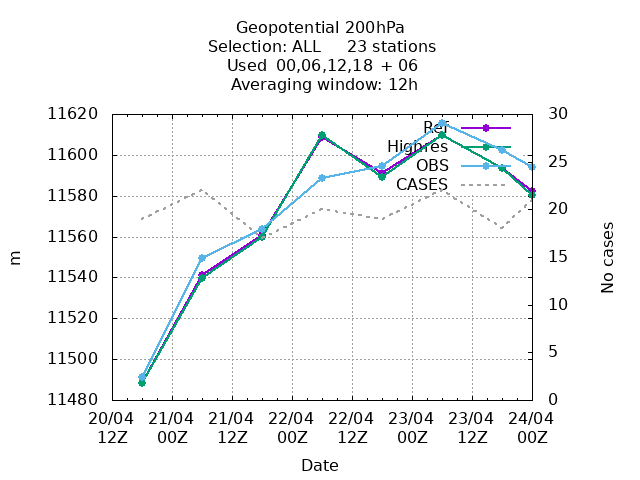 Geopotential 200hPa
Selection: ALL 23 stations
Used 00,06,12,18 + 06
Averaging window: 12h
11620
11600
11580
11560
11540
11520
11500
11480
m
30
25
20
15
10
5
0
No cases
Ref
Highres
OBS
CASES
20/04 21/04 21/04 22/04 22/04 23/04 23/04 24/04
12Z 00Z 12Z 00Z 12Z 00Z 12Z 00Z
Date